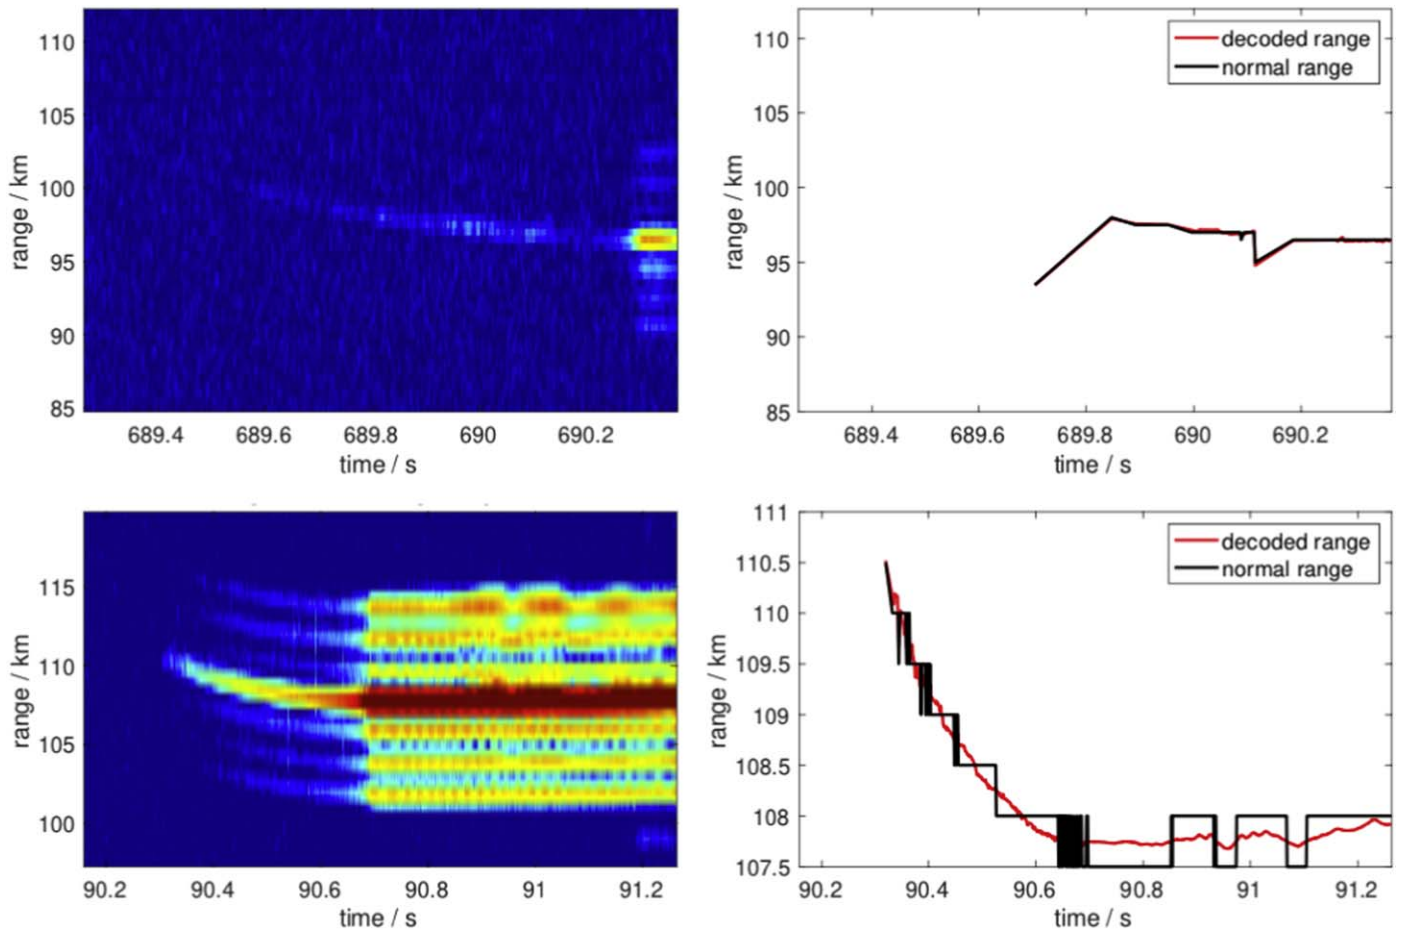 110
105
100
95
90
85
range / km
689.4 689.6 689.8 690 690.2
time / s
110
105
100
95
90
85
range / km
decoded range
normal range
689.4 689.6 689.8 690 690.2
time / s
115
110
105
100
range / km
90.2 90.4 90.6 90.8 91 91.2
time / s
111
110.5
110
109.5
109
108.5
108
107.5
range / km
decoded range
normal range
90.2 90.4 90.6 90.8 91 91.2
time / s